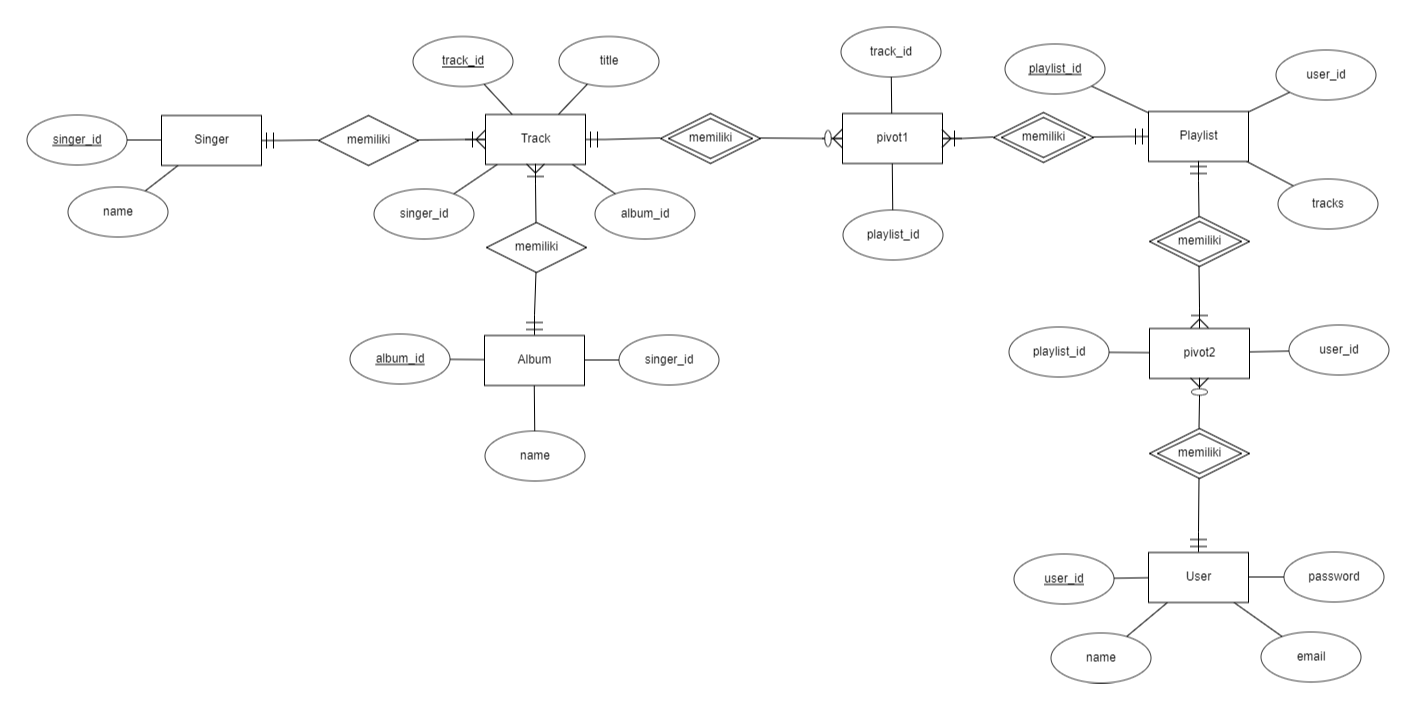 track_id
title
track_id
playlist_id
user_id
singer_id
Singer
memiliki
Track
memiliki
pivot1
memiliki
Playlist
name
singer_id
album_id
playlist_id
tracks
memiliki
memiliki
album_id
Album
singer_id
playlist_id
pivot2
user_id
name
memiliki
user_id
User
password
name
email